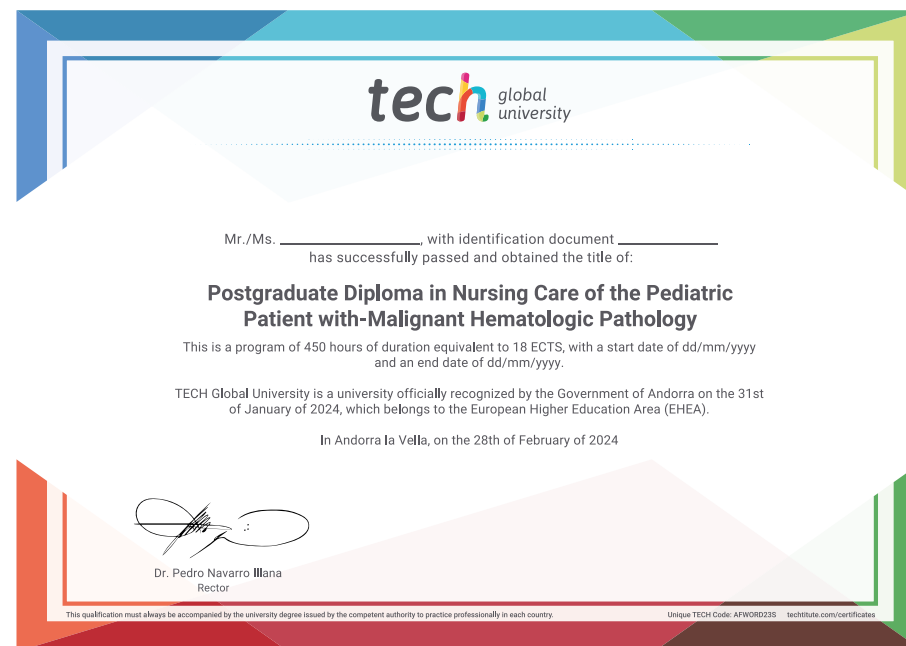 tech global university
Mr./Ms. ____________, with identification document ____________
has successfully passed and obtained the title of:
Postgraduate Diploma in Nursing Care of the Pediatric
Patient with-Malignant Hematologic Pathology
This is a program of 450 hours of duration equivalent to 18 ECTS, with a start date of dd/mm/yyyy
and an end date of dd/mm/yyyy.
TECH Global University is a university officially recognized by the Government of Andorra on the 31st
of January of 2024, which belongs to the European Higher Education Area (EHEA).
In Andorra la Vella, on the 28th of February of 2024
Dr. Pedro Navarro Illana
Rector
This qualification must always be accompanied by the university degree issued by the competent authority to practice professionally in each country.
Unique TECH Code: AFWORD23S techtitute.com/certificates